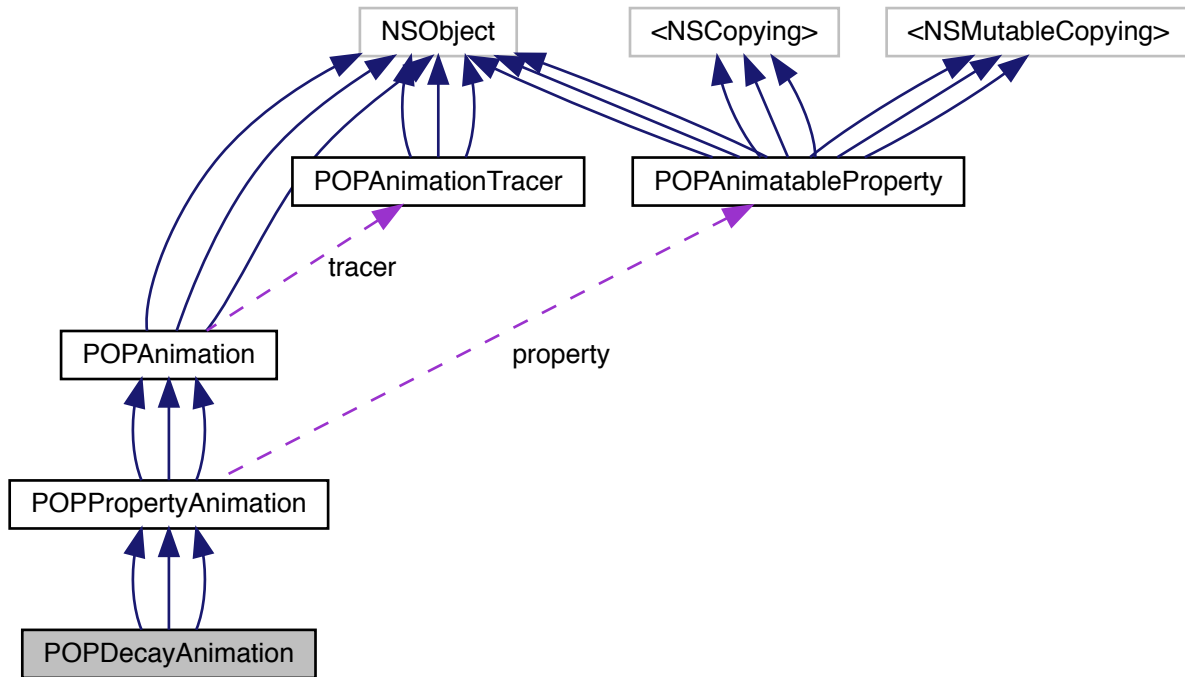 NSObject
<NSCopying>
<NSMutableCopying>
POPAnimationTracer
POPAnimatableProperty
tracer
POPAnimation
property
POPPropertyAnimation
POPDecayAnimation